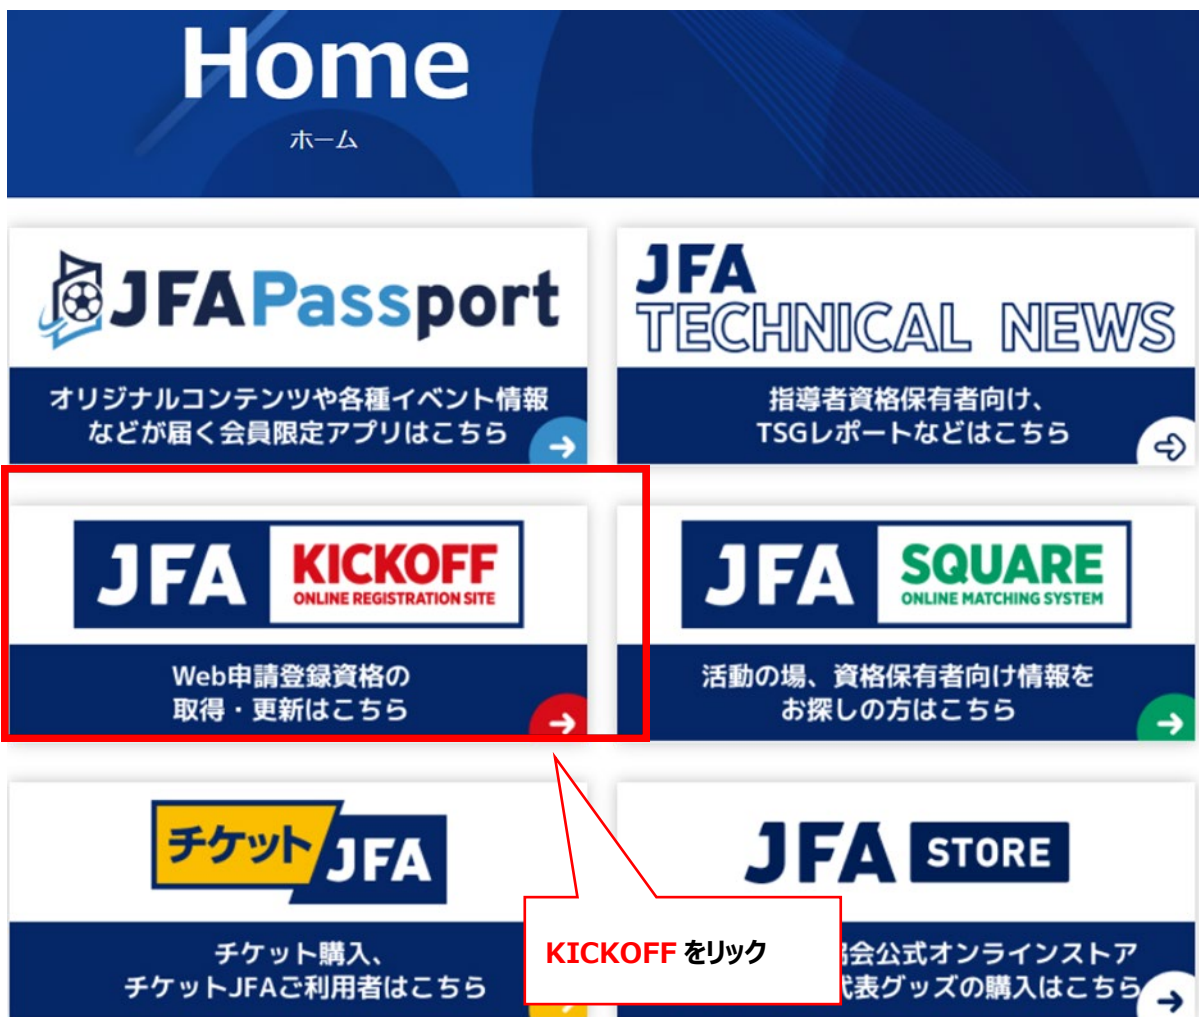 Home
ホーム
JFA Passport
オリジナルコンテンツや各種イベント情報
などが届く会員限定アプリはこちら
JFA
TECHNICAL NEWS
指導者資格保有者向け、
TSGレポートなどはこちら
JFA KICKOFF
ONLINE REGISTRATION SITE
Web申請登録資格の
取得・更新はこちら
JFA SQUARE
ONLINE MATCHING SYSTEM
活動の場、資格保有者向け情報を
お探しの方はこちら
チケットJFA
チケット購入、
チケットJFAご利用者はこちら
JFA STORE
会公式オンラインストア
表グッズの購入はこちら
KICKOFF をリック